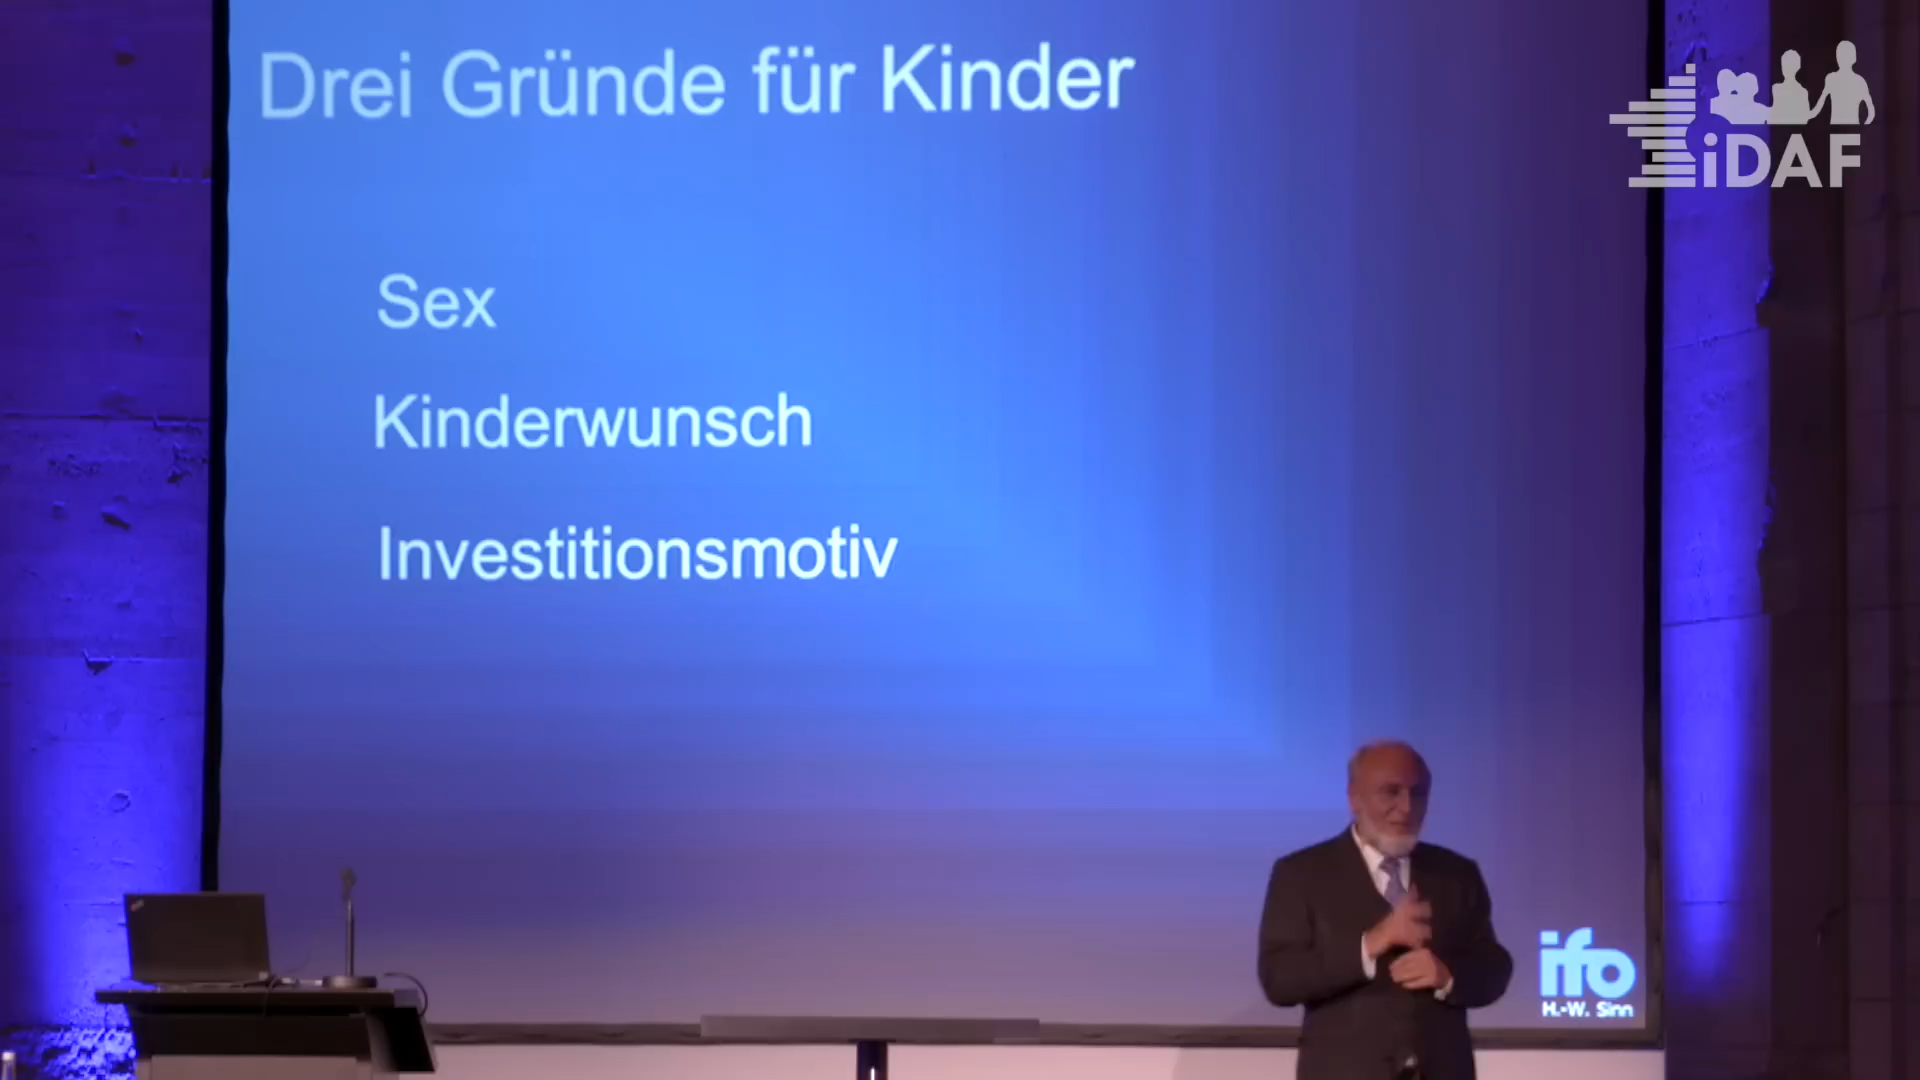 Drei Gründe für Kinder
iDAF
Sex
Kinderwunsch
Investitionsmotiv
ifo
H.-W. Sinn